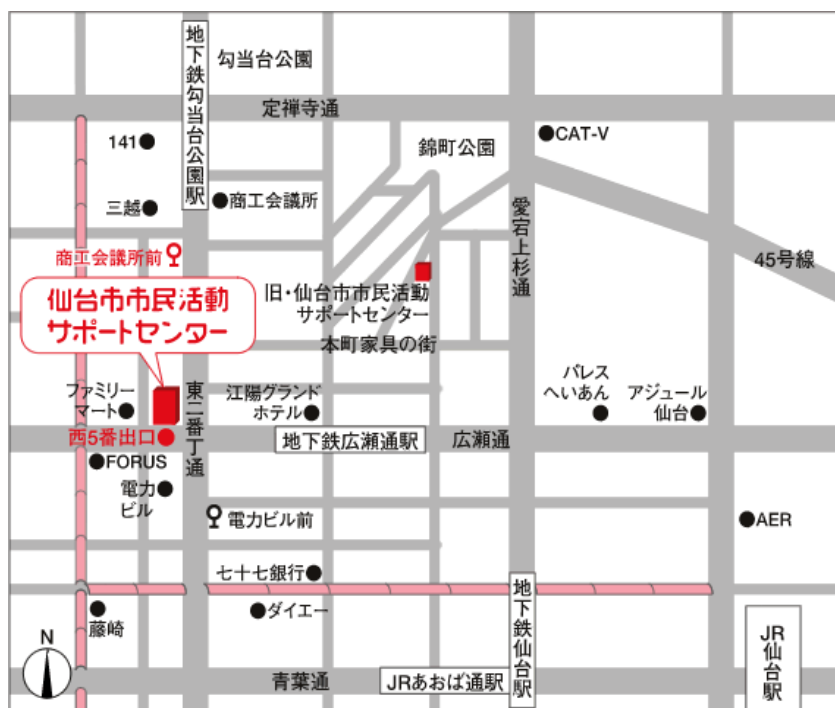 勾当台公園
地下鉄勾当台公園駅
定禅寺通
141
錦町公園
CAT-V
三越
商工会議所
愛宕上杉通
商工会議所前
45号線
仙台市市民活動
サポートセンター
旧・仙台市市民活動
サポートセンター
本町家具の街
ファミリー
マート
東二番丁通
江陽グランド
ホテル
パレス
へいあん
アジュール
仙台
西5番出口
地下鉄広瀬通駅
広瀬通
FORUS
電力
ビル
電力ビル前
AER
七十七銀行
地下鉄仙台駅
藤崎
ダイエー
JR仙台駅
N
青葉通
JRあおば通駅